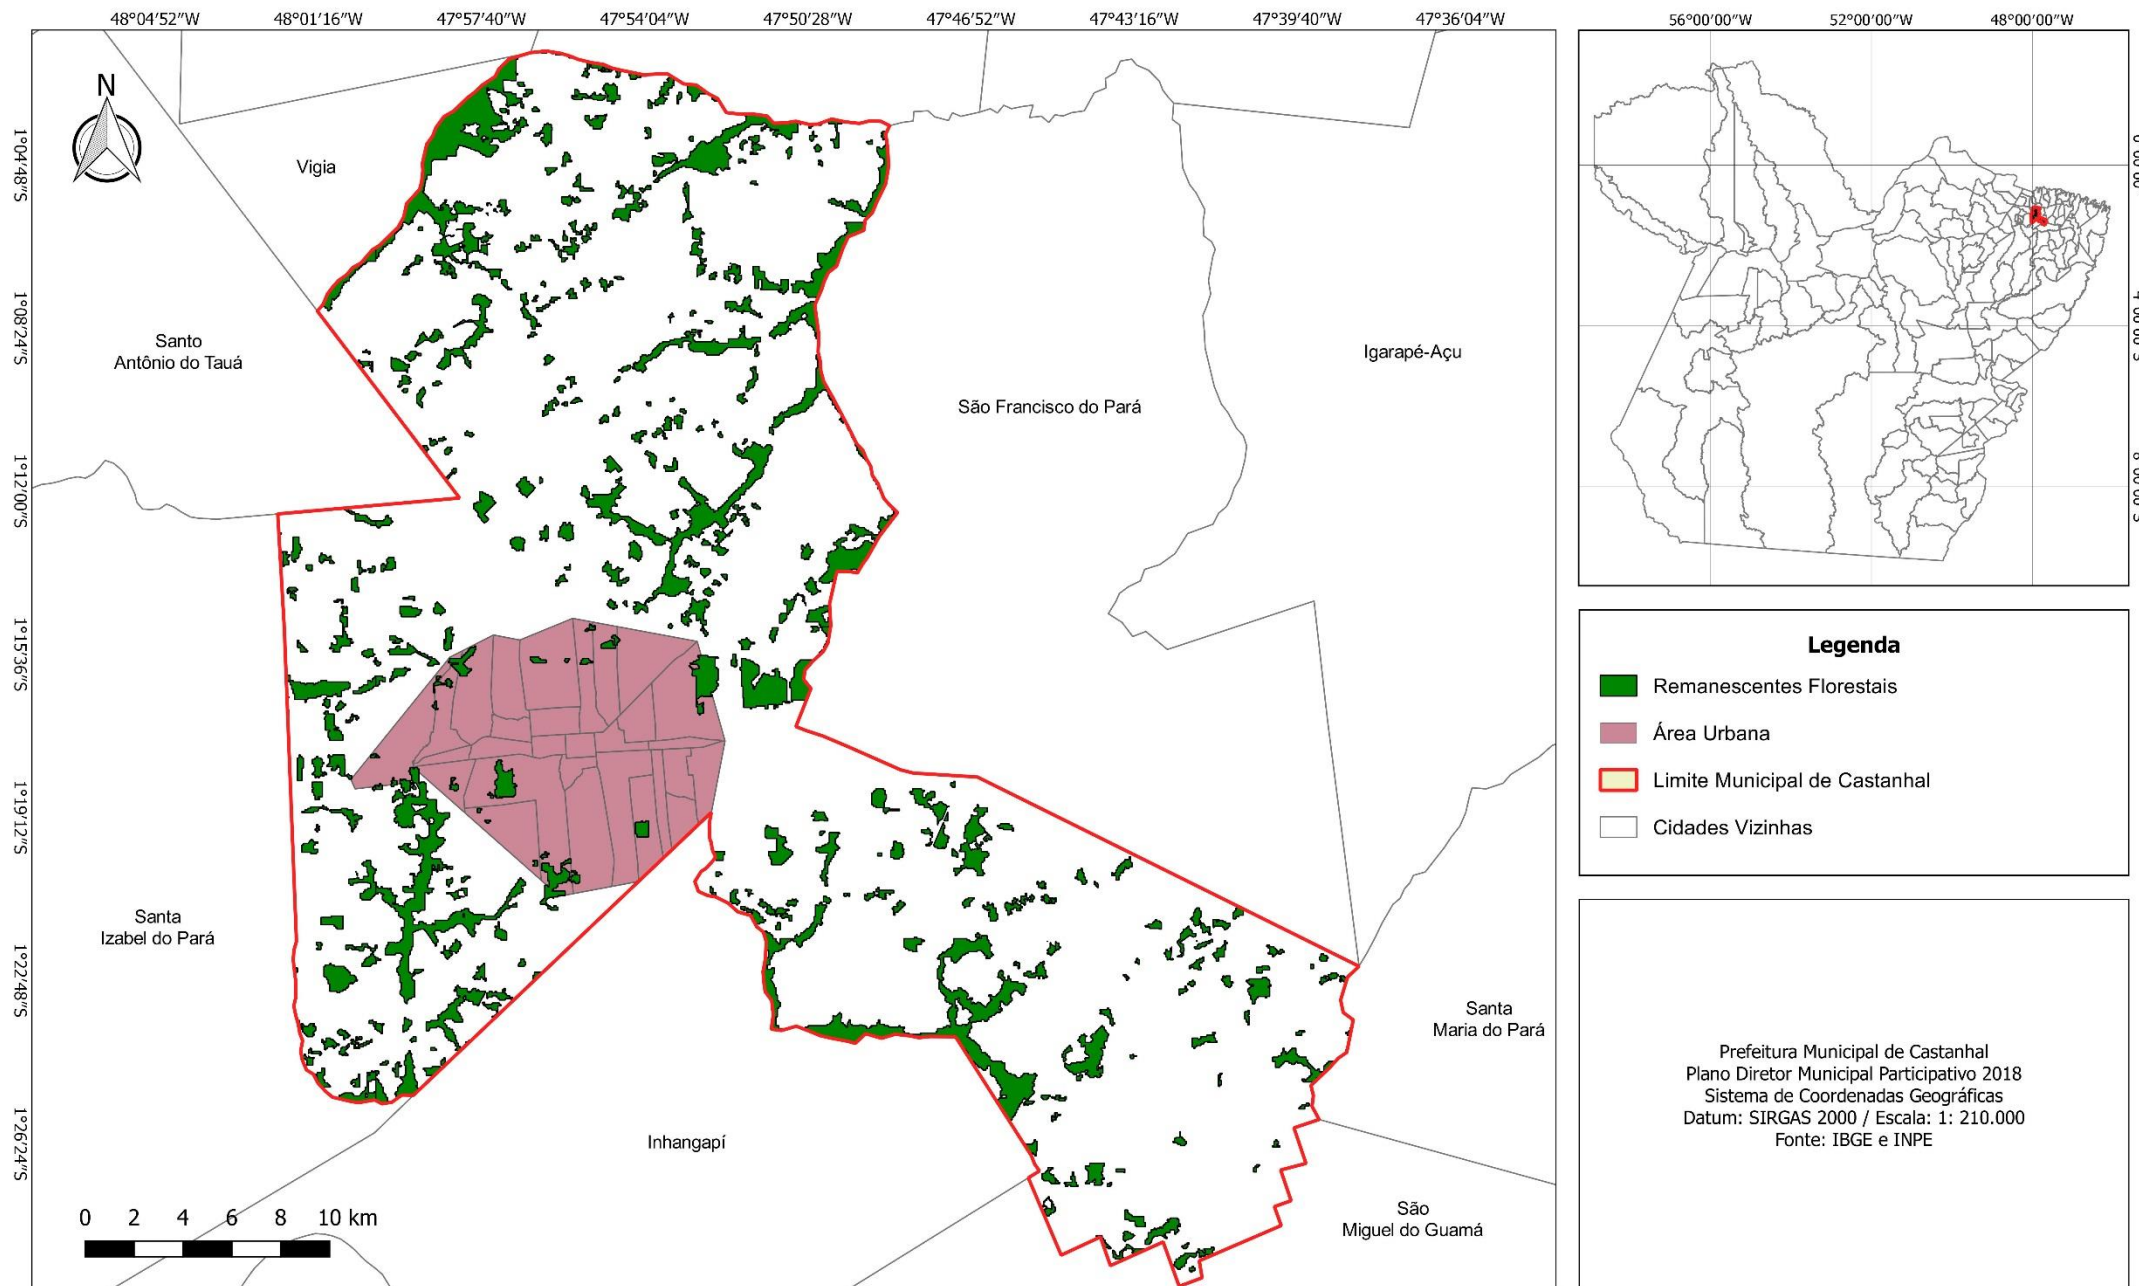 48°04'52"W
48°01'16"W
47°57'40"W
47°54'04"W
47°50'28"W
47°46'52"W
47°43'16"W
47°39'40"W
47°36'04"W
1°04'48"S
1°08'24"S
1°12'00"S
1°15'36"S
1°19'12"S
1°22'48"S
1°26'24"S
N
Vigia
Santo
Antônio do Tauá
Igarapé-Açu
São Francisco do Pará
Santa
Izabel do Pará
Santa
Maria do Pará
Inhangapí
São
Miguel do Guamá
0 2 4 6 8 10 km
56°00'00"W
52°00'00"W
48°00'00"W
Legenda
Remanescentes Florestais
Área Urbana
Limite Municipal de Castanhal
Cidades Vizinhas
Prefeitura Municipal de Castanhal
Plano Diretor Municipal Participativo 2018
Sistema de Coordenadas Geográficas
Datum: SIRGAS 2000 / Escala: 1: 210.000
Fonte: IBGE e INPE